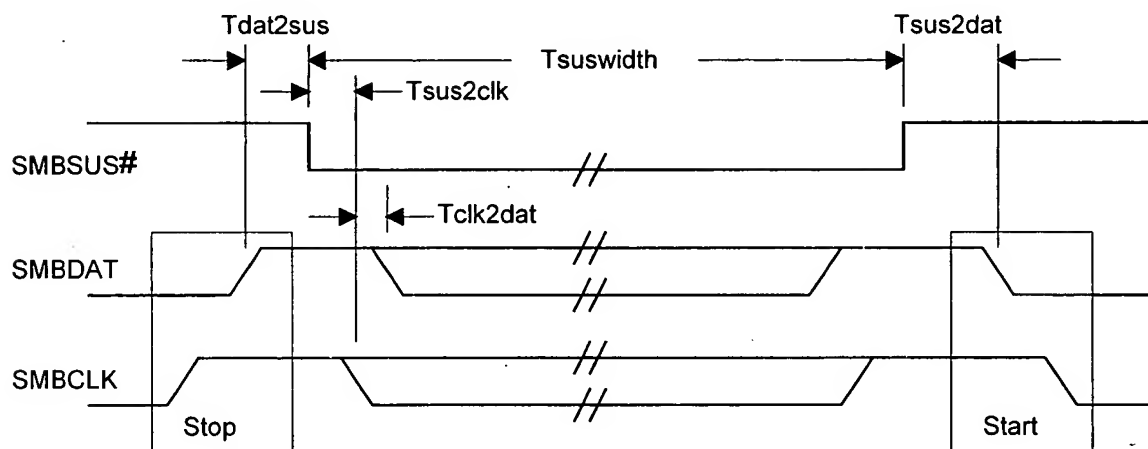 Tdat2sus
Tsus2dat
Tsuswidth
Tsus2clk
SMBSUS#
Tclk2dat
SMBDAT
SMBCLK
Stop
Start